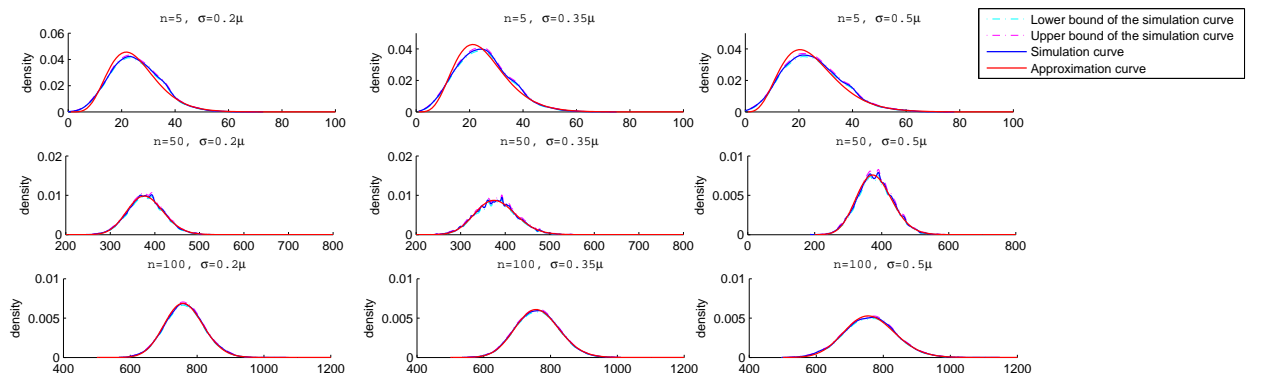 n=5, σ=0.2μ
n=5, σ=0.35μ
n=5, σ=0.5μ
Lower bound of the simulation curve
Upper bound of the simulation curve
Simulation curve
Approximation curve
density
0.06
0.04
0.02
0
0 20 40 60 80 100
density
0.04
0.02
0
0 20 40 60 80 100
density
0.04
0.02
0
0 20 40 60 80 100
n=50, σ=0.2μ
n=50, σ=0.35μ
n=50, σ=0.5μ
density
0.02
0.01
0
200 300 400 500 600 700 800
density
0.02
0.01
0
200 300 400 500 600 700 800
density
0.01
0.005
0
0 200 400 600 800
n=100, σ=0.2μ
n=100, σ=0.35μ
n=100, σ=0.5μ
density
0.01
0.005
0
400 600 800 1000 1200
density
0.01
0.005
0
400 600 800 1000 1200
density
0.01
0.005
0
400 600 800 1000 1200